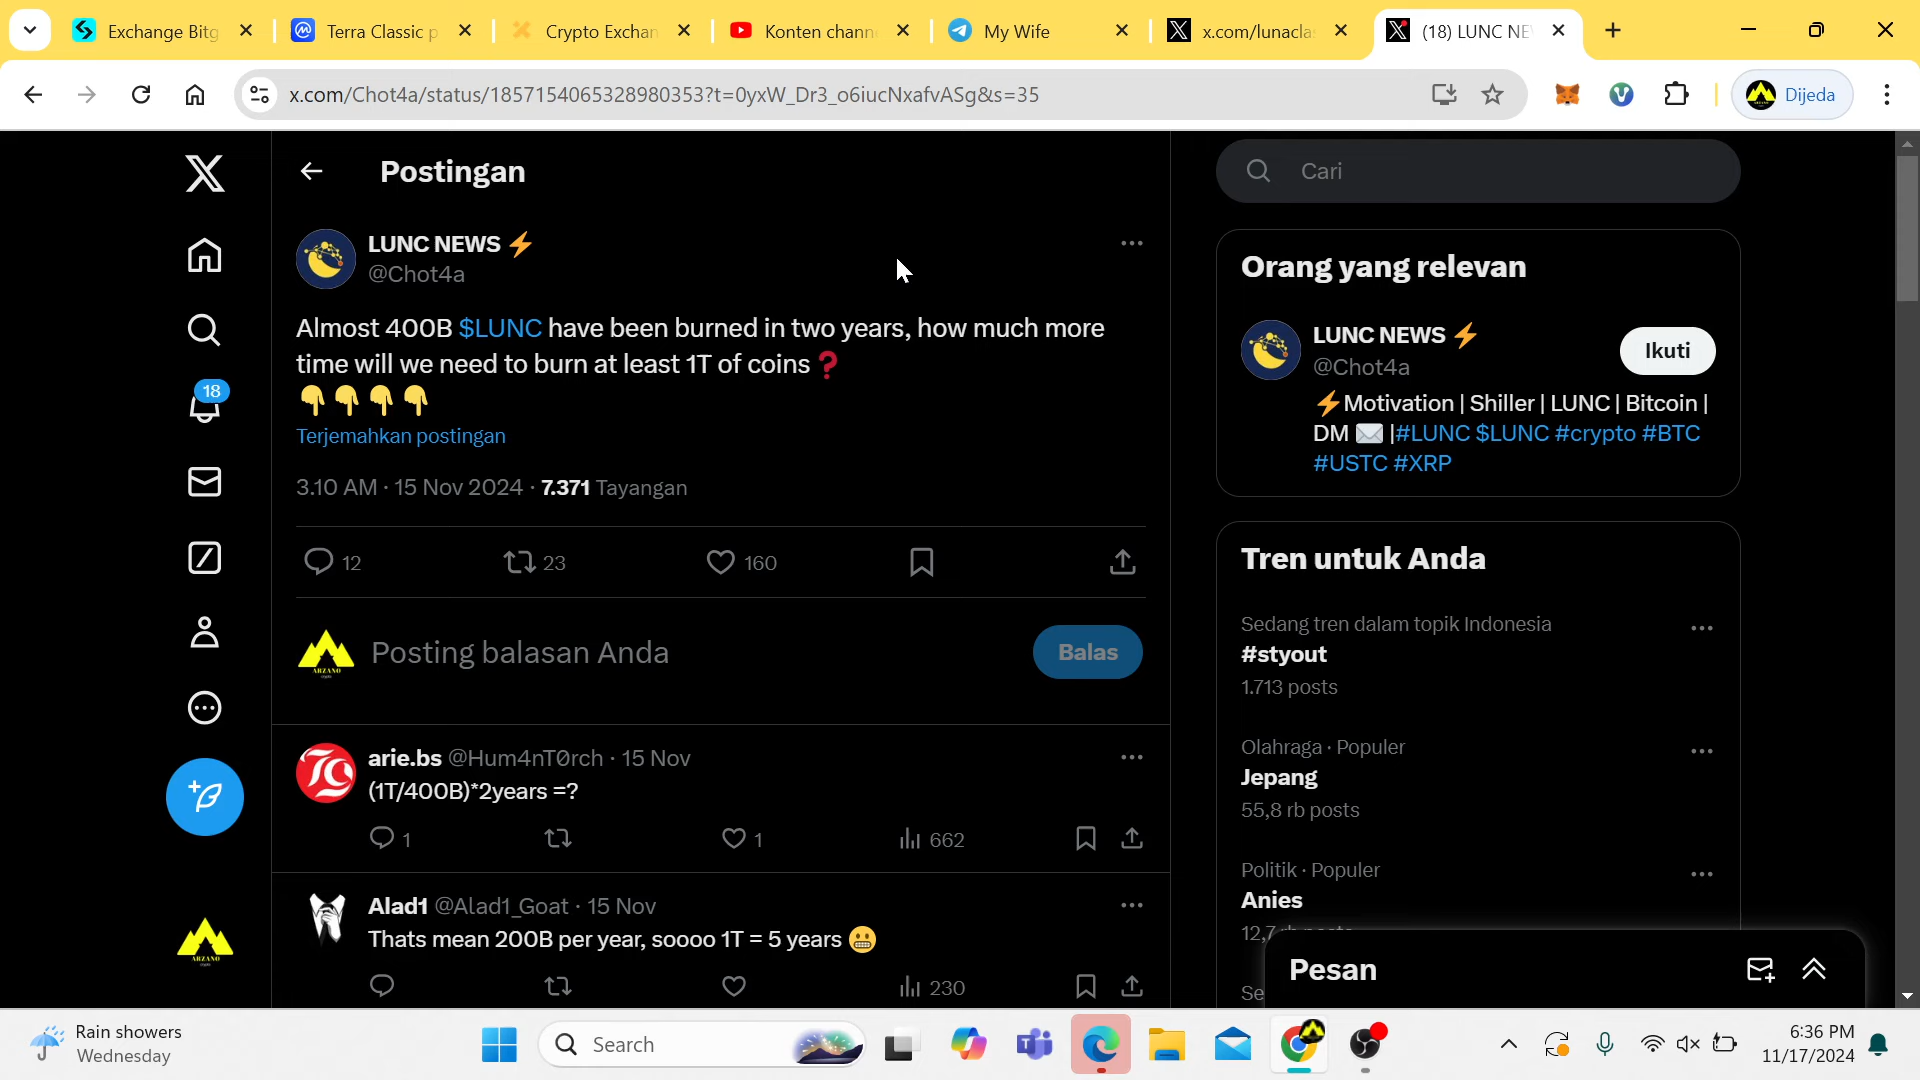 Exchange Bitg
Terra Classic p
Crypto Exchan
Konten chann
My Wife
x.com/lunacla
(18) LUNC NE
x.com/Chot4a/status/1857154065328980353?t=0yxW_Dr3_o6iucNxafvASg&s=35
Dijeda
Postingan
Cari
LUNC NEWS ⚡
@Chot4a
Almost 400B $LUNC have been burned in two years, how much more
time will we need to burn at least 1T of coins❓
👇👇👇👇
Terjemahkan postingan
3.10 AM · 15 Nov 2024 · 7.371 Tayangan
12
23
160
18
Posting balasan Anda
Balas
arie.bs @Hum4nT0rch · 15 Nov
(1T/400B)*2years =?
1
1
662
Alad1 @Alad1_Goat · 15 Nov
Thats mean 200B per year, soooo 1T = 5 years 😬
230
Orang yang relevan
LUNC NEWS ⚡
@Chot4a
Ikuti
⚡Motivation | Shiller | LUNC | Bitcoin |
DM ✉️ |#LUNC $LUNC #crypto #BTC
#USTC #XRP
Tren untuk Anda
Sedang tren dalam topik Indonesia
#styout
1.713 posts
Olahraga · Populer
Jepang
55,8 rb posts
Politik · Populer
Anies
12,7 rb posts
Se
Pesan
ARZANO
ARZANO
Rain showers
Wednesday
Search
6:36 PM
11/17/2024